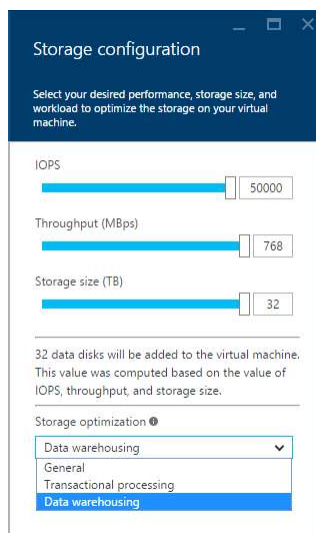 Storage configuration
Select your desired performance, storage size, and
workload to optimize the storage on your virtual
machine.
IOPS
50000
Throughput (MBps)
768
Storage size (TB)
32
32 data disks will be added to the virtual machine.
This value was computed based on the value of
IOPS, throughput, and storage size.
Storage optimization
Data warehousing
General
Transactional processing
Data warehousing